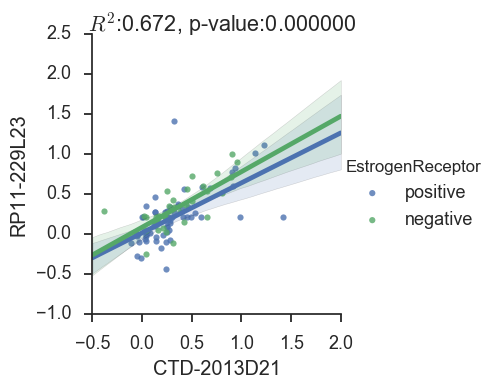 R²:0.672, p-value:0.000000
2.5
2.0
1.5
1.0
0.5
0.0
−0.5
−1.0
RP11-229L23
−0.5 0.0 0.5 1.0 1.5 2.0
CTD-2013D21
EstrogenReceptor
positive
negative